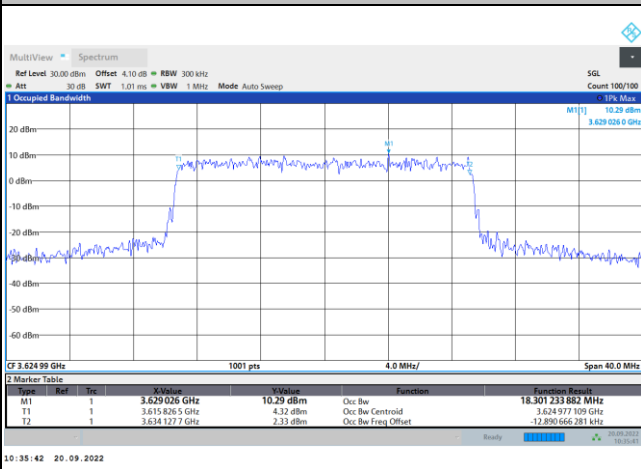 MultiView Spectrum
Ref Level 30.00 dBm Offset 4.10 dB RBW 300 kHz SGL
Att 30 dB SWT 1.01 ms VBW 1 MHz Mode Auto Sweep Count 100/100
1 Occupied Bandwidth 1Pk Max
M1[1] 10.29 dBm
3.629 026 0 GHz
M1
20 dBm
10 dBm
T1
T2
0 dBm
-10 dBm
-20 dBm
-30 dBm
-40 dBm
-50 dBm
-60 dBm
CF 3.624 99 GHz 1001 pts 4.0 MHz/ Span 40.0 MHz
2 Marker Table
Type Ref Trc X-Value Y-Value Function Function Result
M1 1 3.629 026 GHz 10.29 dBm Occ Bw 18.301 233 882 MHz
T1 1 3.615 826 5 GHz 4.32 dBm Occ Bw Centroid 3.624 977 109 GHz
T2 1 3.634 127 7 GHz 2.33 dBm Occ Bw Freq Offset -12.890 666 281 kHz
Ready 20.09.2022
10:35:41
10:35:42 20.09.2022